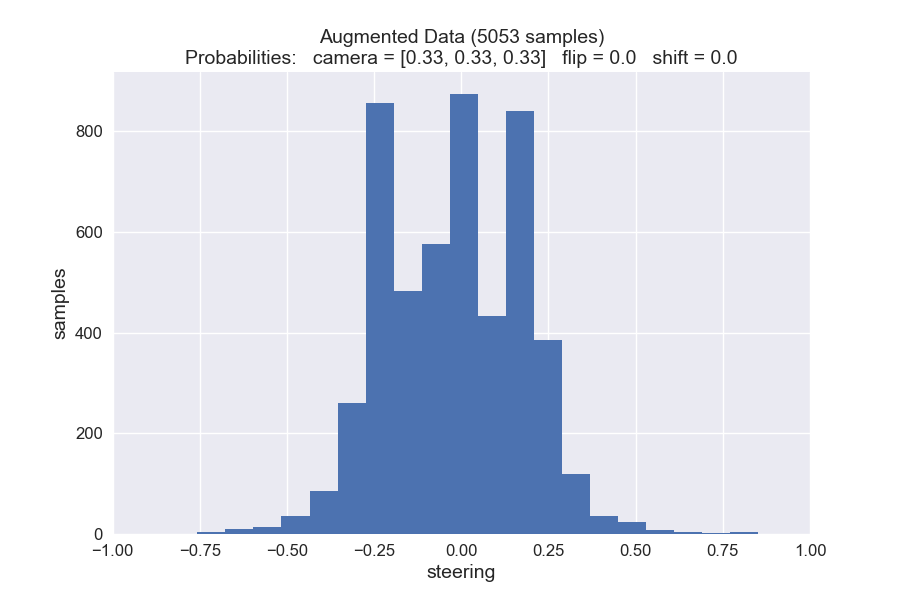 Augmented Data (5053 samples)
Probabilities:   camera = [0.33, 0.33, 0.33]   flip = 0.0   shift = 0.0
800
600
400
200
0
samples
−1.00 −0.75 −0.50 −0.25 0.00 0.25 0.50 0.75 1.00
steering